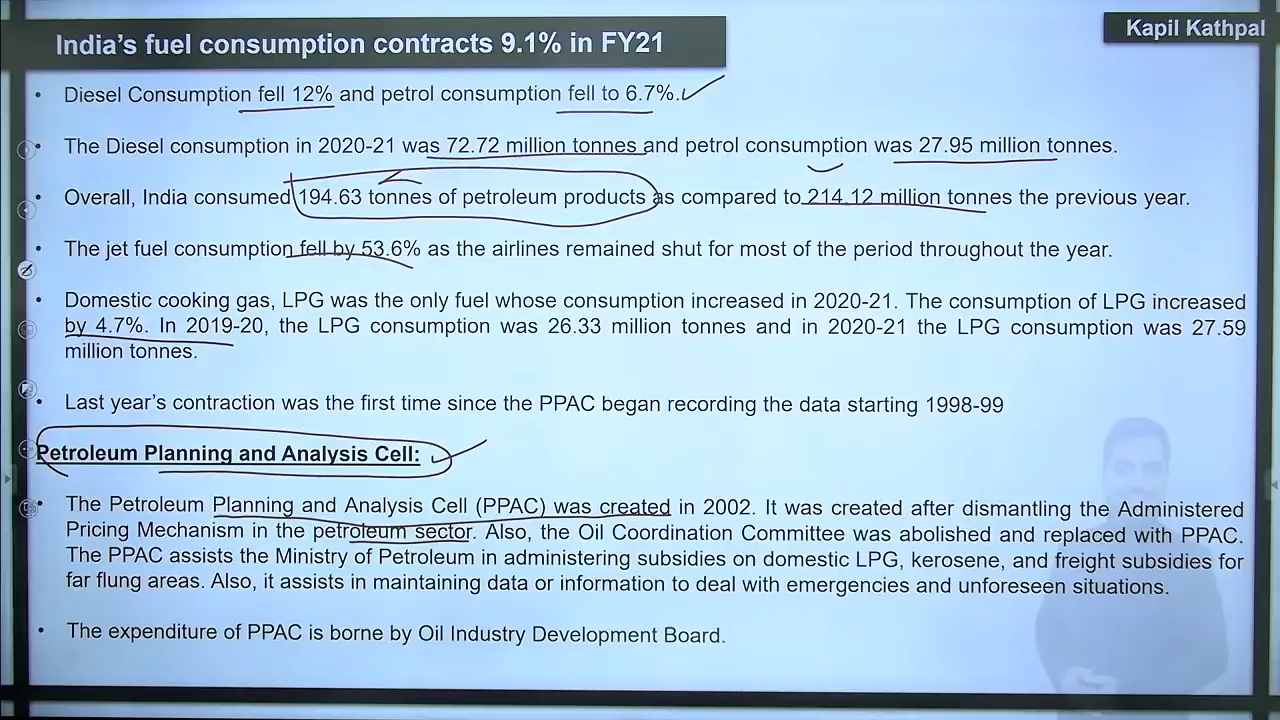 India's fuel consumption contracts 9.1% in FY21
Kapil Kathpal
• Diesel Consumption fell 12% and petrol consumption fell to 6.7%.
• The Diesel consumption in 2020-21 was 72.72 million tonnes and petrol consumption was 27.95 million tonnes.
• Overall, India consumed 194.63 tonnes of petroleum products as compared to 214.12 million tonnes the previous year.
• The jet fuel consumption fell by 53.6% as the airlines remained shut for most of the period throughout the year.
• Domestic cooking gas, LPG was the only fuel whose consumption increased in 2020-21. The consumption of LPG increased
by 4.7%. In 2019-20, the LPG consumption was 26.33 million tonnes and in 2020-21 the LPG consumption was 27.59
million tonnes.
• Last year's contraction was the first time since the PPAC began recording the data starting 1998-99
Petroleum Planning and Analysis Cell:
• The Petroleum Planning and Analysis Cell (PPAC) was created in 2002. It was created after dismantling the Administered
Pricing Mechanism in the petroleum sector. Also, the Oil Coordination Committee was abolished and replaced with PPAC.
The PPAC assists the Ministry of Petroleum in administering subsidies on domestic LPG, kerosene, and freight subsidies for
far flung areas. Also, it assists in maintaining data or information to deal with emergencies and unforeseen situations.
• The expenditure of PPAC is borne by Oil Industry Development Board.